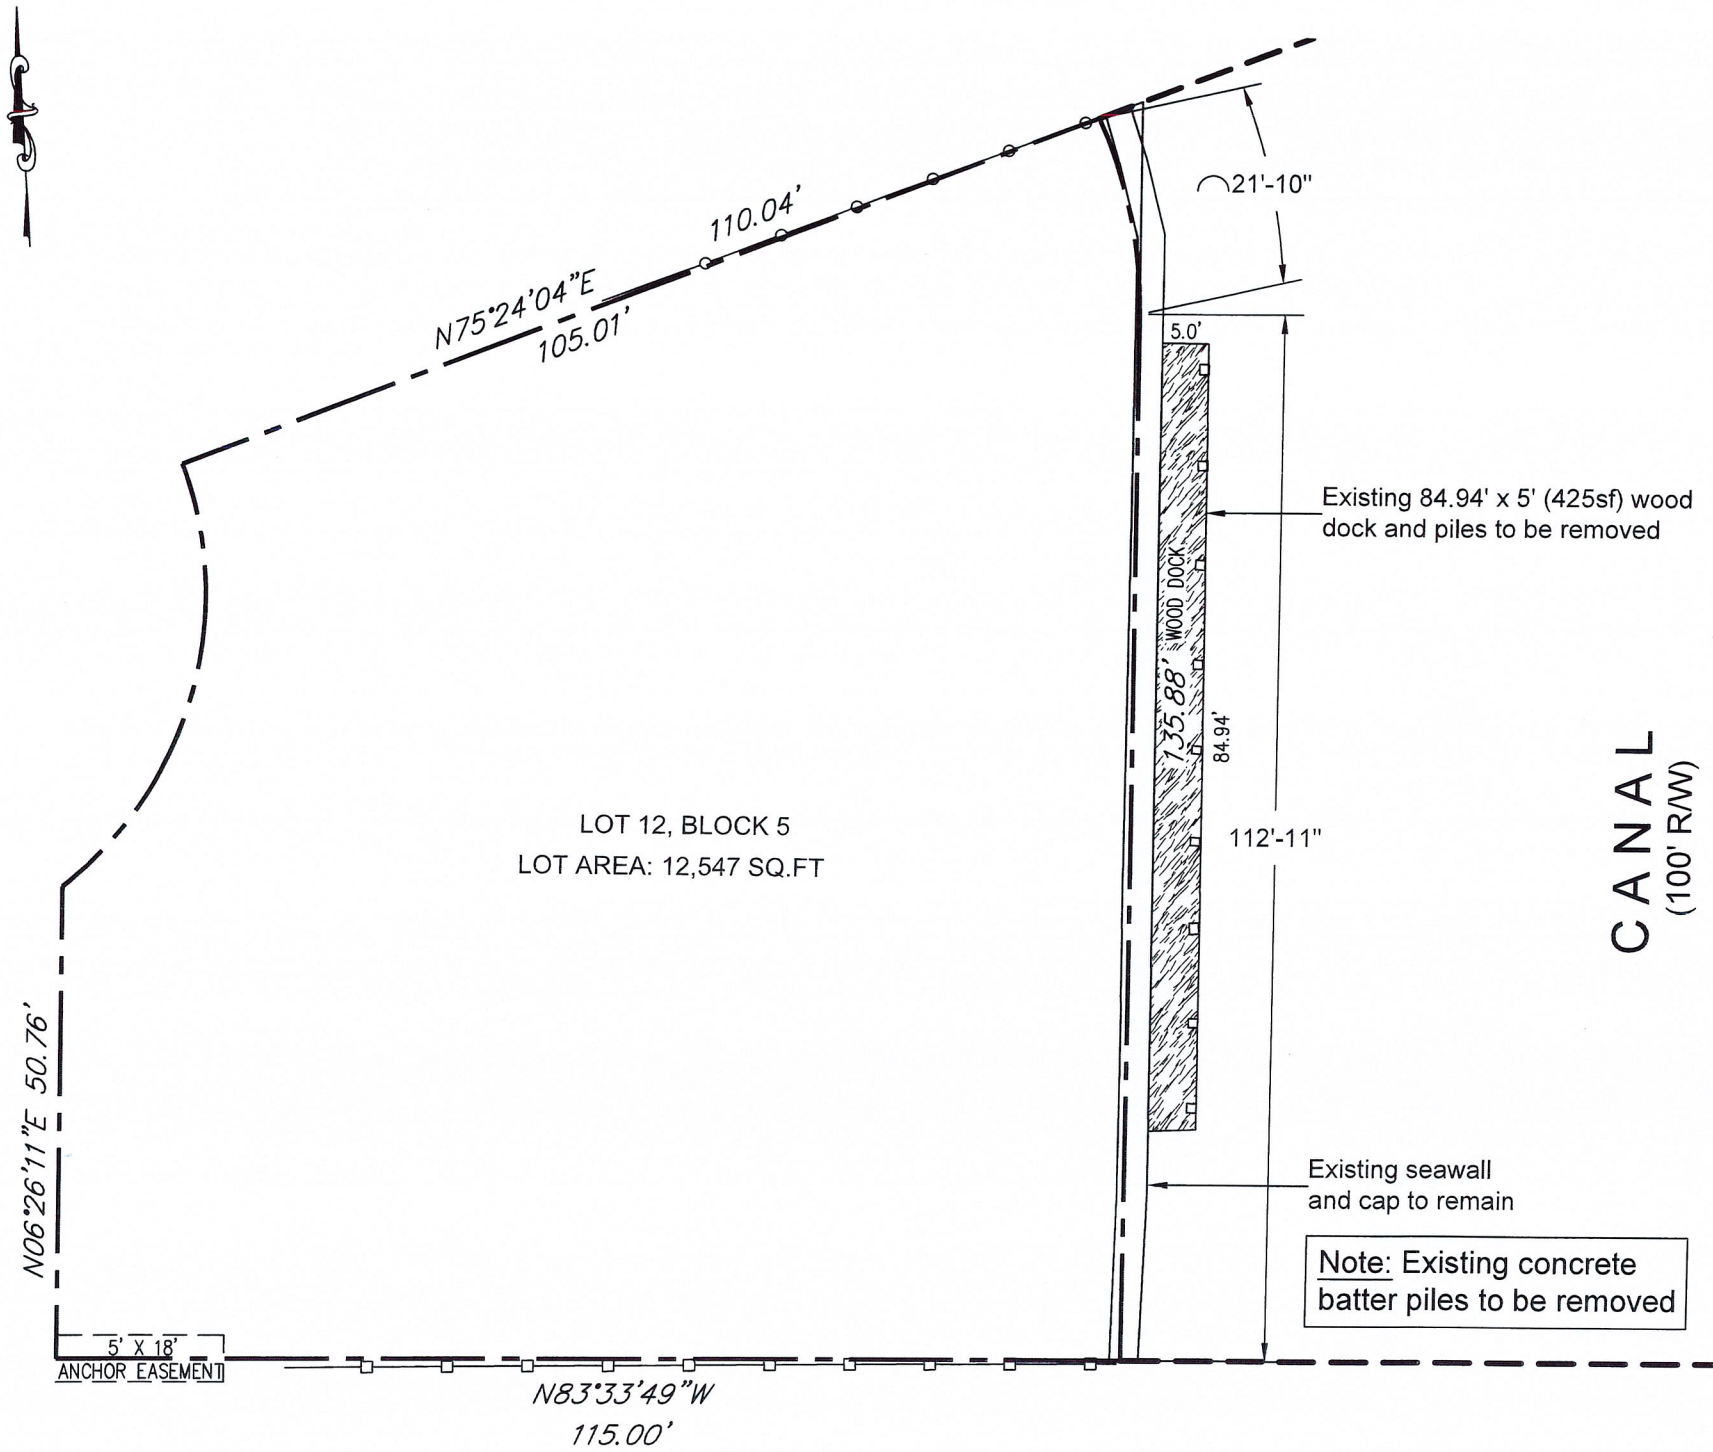 110.04'
N75°24'04"E
105.01'
⌒21'-10"
5.0'
Existing 84.94' x 5' (425sf) wood
dock and piles to be removed
WOOD DOCK
135.88'
84.94'
112'-11"
LOT 12, BLOCK 5
LOT AREA: 12,547 SQ.FT
CANAL
(100' R/W)
N06°26'11"E 50.76'
Existing seawall
and cap to remain
Note: Existing concrete
batter piles to be removed
5' X 18'
ANCHOR EASEMENT
N83°33'49"W
115.00'